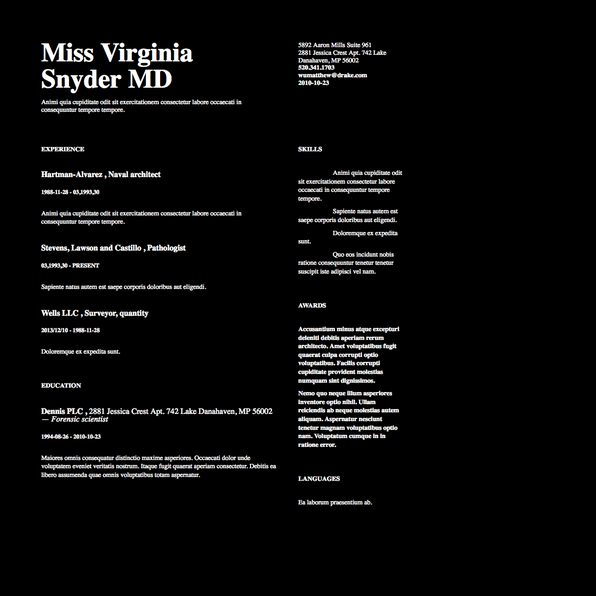 Miss Virginia
Snyder MD
Animi quia cupiditate odit sit exercitationem consectetur labore occaecati in
consequuntur tempore tempore.
5892 Aaron Mills Suite 961
2881 Jessica Crest Apt. 742 Lake
Danahaven, MP 56002
520.341.1703
wumatthew@drake.com
2010-10-23
EXPERIENCE
Hartman-Alvarez , Naval architect
1988-11-28 - 03,1993,30
Animi quia cupiditate odit sit exercitationem consectetur labore occaecati in
consequuntur tempore tempore.
Stevens, Lawson and Castillo , Pathologist
03,1993,30 - PRESENT
Sapiente natus autem est saepe corporis doloribus aut eligendi.
Wells LLC , Surveyor, quantity
2013/12/10 - 1988-11-28
Doloremque ex expedita sunt.
EDUCATION
Dennis PLC , 2881 Jessica Crest Apt. 742 Lake Danahaven, MP 56002
— Forensic scientist
1994-08-26 - 2010-10-23
Maiores omnis consequatur distinctio maxime asperiores. Occaecati dolor unde
voluptatem eveniet veritatis nostrum. Itaque fugit quaerat aperiam consectetur. Debitis ea
libero assumenda quae omnis voluptatibus totam aspernatur.
SKILLS
Animi quia cupiditate odit
sit exercitationem consectetur labore
occaecati in consequuntur tempore
tempore.
Sapiente natus autem est
saepe corporis doloribus aut eligendi.
Doloremque ex expedita
sunt.
Quo eos incidunt nobis
ratione consequuntur tenetur tenetur
suscipit iste adipisci vel nam.
AWARDS
Accusantium minus atque excepturi
deleniti debitis aperiam rerum
architecto. Amet voluptatibus fugit
quaerat culpa corrupti optio
voluptatibus. Facilis corrupti
cupiditate provident molestias
numquam sint dignissimos.
Nemo quo neque illum asperiores
inventore optio nihil. Ullam
reiciendis ab neque molestias autem
aliquam. Aspernatur nesciunt
tenetur magnam voluptatibus optio
nam. Voluptatum cumque in in
ratione error.
LANGUAGES
Ea laborum praesentium ab.